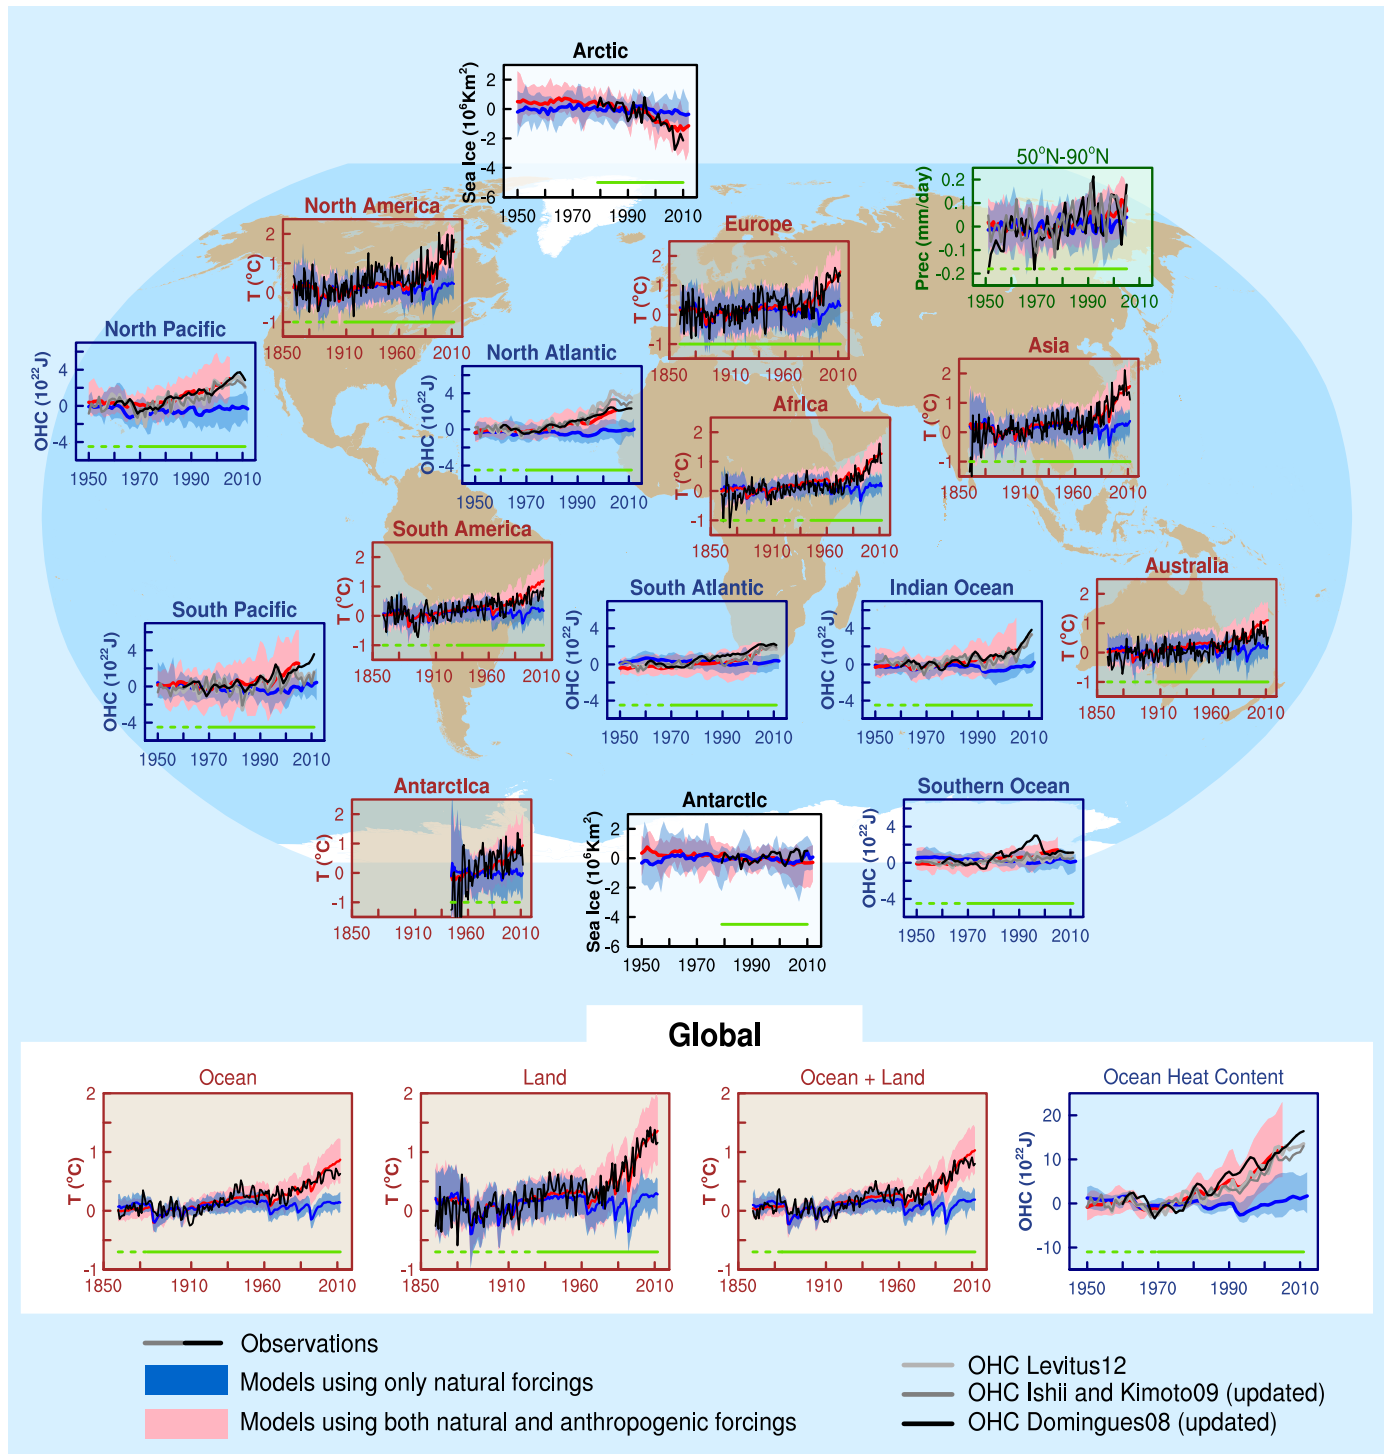 Arctic
Sea Ice (10⁶Km²)
2
0
-2
-4
-6
1950 1970 1990 2010
50°N-90°N
Prec (mm/day)
0.2
0.1
0
-0.1
-0.2
1950 1970 1990 2010
North America
T (°C)
2
1
0
-1
1850 1910 1960 2010
Europe
T (°C)
2
1
0
-1
1850 1910 1960 2010
North Pacific
OHC (10²²J)
4
0
-4
1950 1970 1990 2010
North Atlantic
OHC (10²²J)
4
0
-4
1950 1970 1990 2010
Asia
T (°C)
2
1
0
-1
1850 1910 1960 2010
Africa
T (°C)
2
1
0
-1
1850 1910 1960 2010
South America
T (°C)
2
1
0
-1
1850 1910 1960 2010
South Pacific
OHC (10²²J)
4
0
-4
1950 1970 1990 2010
South Atlantic
OHC (10²²J)
4
0
-4
1950 1970 1990 2010
Indian Ocean
OHC (10²²J)
4
0
-4
1950 1970 1990 2010
Australia
T (°C)
2
1
0
-1
1850 1910 1960 2010
Antarctica
T (°C)
2
1
0
-1
1850 1910 1960 2010
Antarctic
Sea Ice (10⁶Km²)
2
0
-2
-4
-6
1950 1970 1990 2010
Southern Ocean
OHC (10²²J)
4
0
-4
1950 1970 1990 2010
Global
Ocean
T (°C)
2
1
0
-1
1850 1910 1960 2010
Land
T (°C)
2
1
0
-1
1850 1910 1960 2010
Ocean + Land
T (°C)
2
1
0
-1
1850 1910 1960 2010
Ocean Heat Content
OHC (10²²J)
20
10
0
-10
1950 1970 1990 2010
Observations
Models using only natural forcings
Models using both natural and anthropogenic forcings
OHC Levitus12
OHC Ishii and Kimoto09 (updated)
OHC Domingues08 (updated)